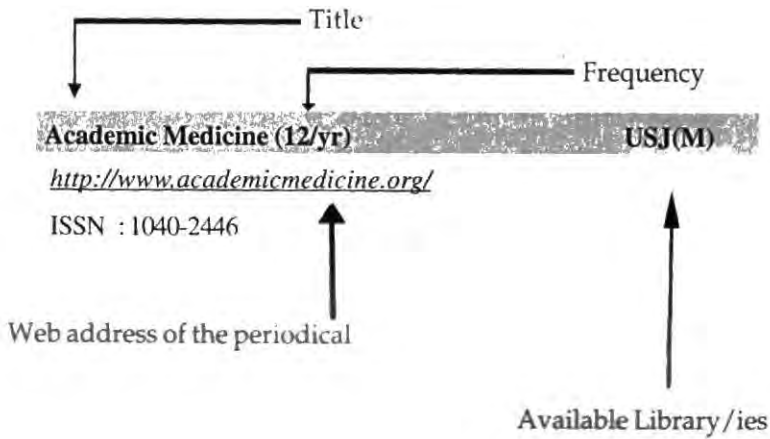 Title
Frequency
Academic Medicine (12/yr) USJ(M)
http://www.academicmedicine.org/
ISSN : 1040-2446
Web address of the periodical
Available Library/ies